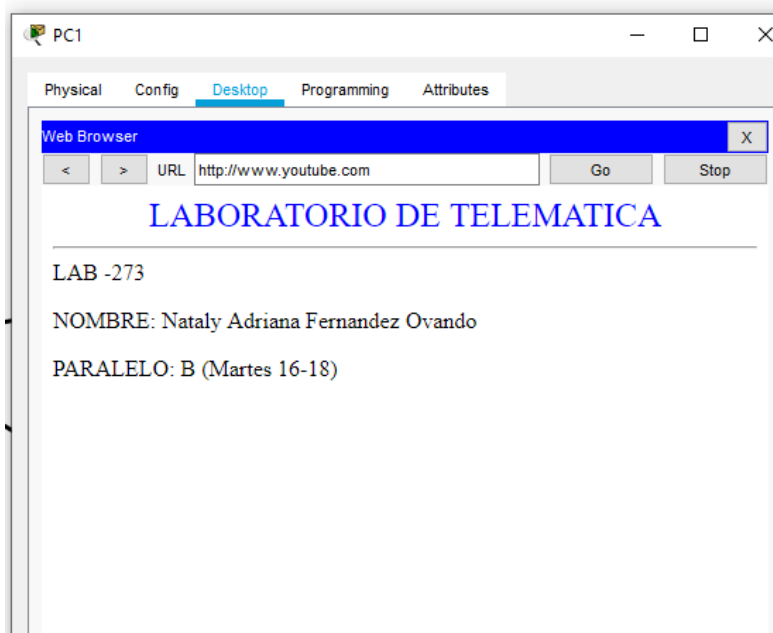 PC1
Physical Config Desktop Programming Attributes
Web Browser
X
< > URL http://www.youtube.com Go Stop
LABORATORIO DE TELEMATICA
LAB -273
NOMBRE: Nataly Adriana Fernandez Ovando
PARALELO: B (Martes 16-18)